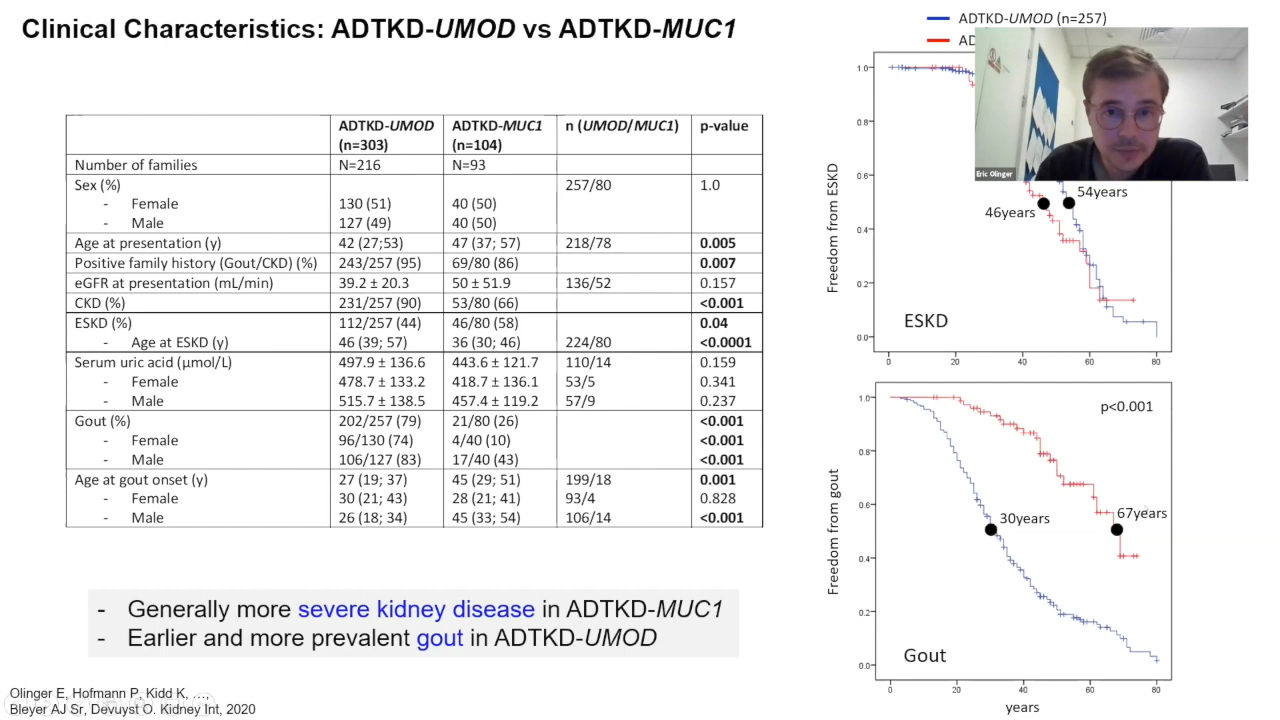 Clinical Characteristics: ADTKD-UMOD vs ADTKD-MUC1
ADTKD-UMOD (n=303) ADTKD-MUC1 (n=104) n (UMOD/MUC1) p-value
Number of families N=216 N=93
Sex (%) 257/80 1.0
- Female 130 (51) 40 (50)
- Male 127 (49) 40 (50)
Age at presentation (y) 42 (27;53) 47 (37; 57) 218/78 0.005
Positive family history (Gout/CKD) (%) 243/257 (95) 69/80 (86) 0.007
eGFR at presentation (mL/min) 39.2 ± 20.3 50 ± 51.9 136/52 0.157
CKD (%) 231/257 (90) 53/80 (66) <0.001
ESKD (%) 112/257 (44) 46/80 (58) 0.04
- Age at ESKD (y) 46 (39; 57) 36 (30; 46) 224/80 <0.0001
Serum uric acid (µmol/L) 497.9 ± 136.6 443.6 ± 121.7 110/14 0.159
- Female 478.7 ± 133.2 418.7 ± 136.1 53/5 0.341
- Male 515.7 ± 138.5 457.4 ± 119.2 57/9 0.237
Gout (%) 202/257 (79) 21/80 (26) <0.001
- Female 96/130 (74) 4/40 (10) <0.001
- Male 106/127 (83) 17/40 (43) <0.001
Age at gout onset (y) 27 (19; 37) 45 (29; 51) 199/18 0.001
- Female 30 (21; 43) 28 (21; 41) 93/4 0.828
- Male 26 (18; 34) 45 (33; 54) 106/14 <0.001
- Generally more severe kidney disease in ADTKD-MUC1
- Earlier and more prevalent gout in ADTKD-UMOD
Olinger E, Hofmann P, Kidd K, …,
Bleyer AJ Sr, Devuyst O. Kidney Int, 2020
ADTKD-UMOD (n=257)
AD
Eric Olinger
Freedom from ESKD
1.0
0.6
0.4
0.2
0.0
46years
54years
ESKD
0 20 40 60 80
Freedom from gout
1.0
0.8
0.6
0.4
0.2
0.0
p<0.001
30years
67years
Gout
0 20 40 60 80
years